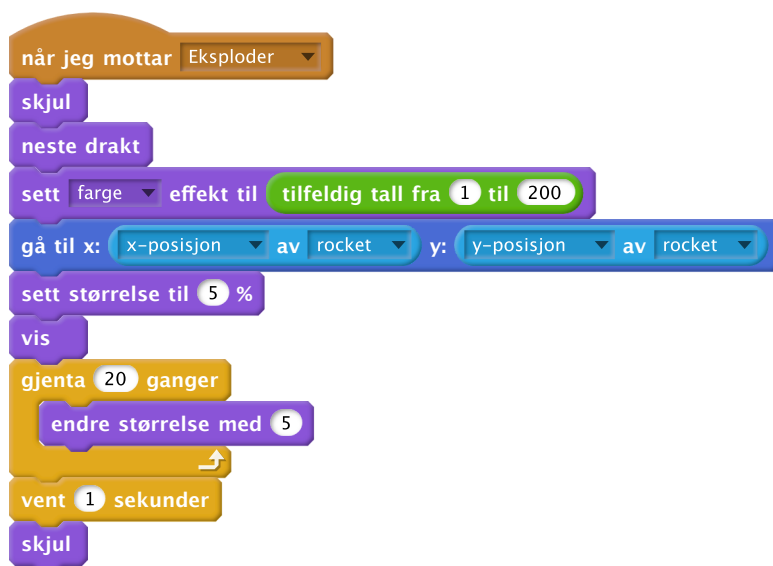 når jeg mottar Eksploder
skjul
neste drakt
sett farge effekt til tilfeldig tall fra 1 til 200
gå til x: x-posisjon av rocket y: y-posisjon av rocket
sett størrelse til 5 %
vis
gjenta 20 ganger
endre størrelse med 5
vent 1 sekunder
skjul